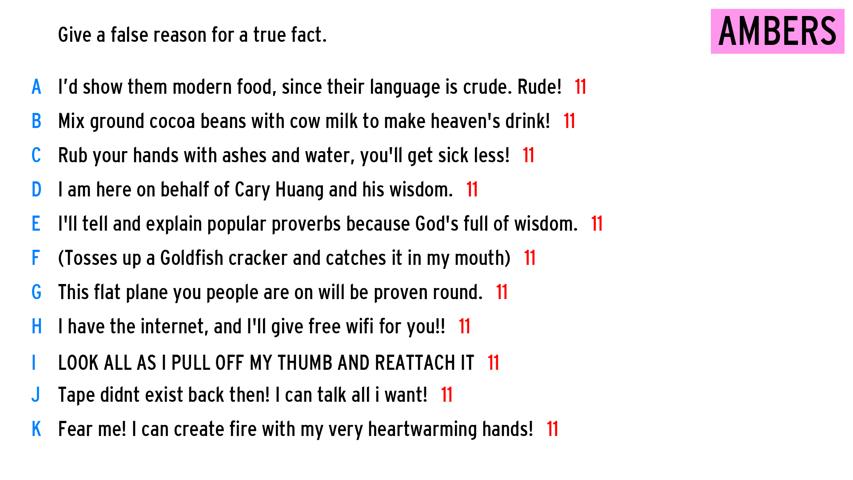 Give a false reason for a true fact.
AMBERS
A I'd show them modern food, since their language is crude. Rude! 11
B Mix ground cocoa beans with cow milk to make heaven's drink! 11
C Rub your hands with ashes and water, you'll get sick less! 11
D I am here on behalf of Cary Huang and his wisdom. 11
E I'll tell and explain popular proverbs because God's full of wisdom. 11
F (Tosses up a Goldfish cracker and catches it in my mouth) 11
G This flat plane you people are on will be proven round. 11
H I have the internet, and I'll give free wifi for you!! 11
I LOOK ALL AS I PULL OFF MY THUMB AND REATTACH IT 11
J Tape didnt exist back then! I can talk all i want! 11
K Fear me! I can create fire with my very heartwarming hands! 11